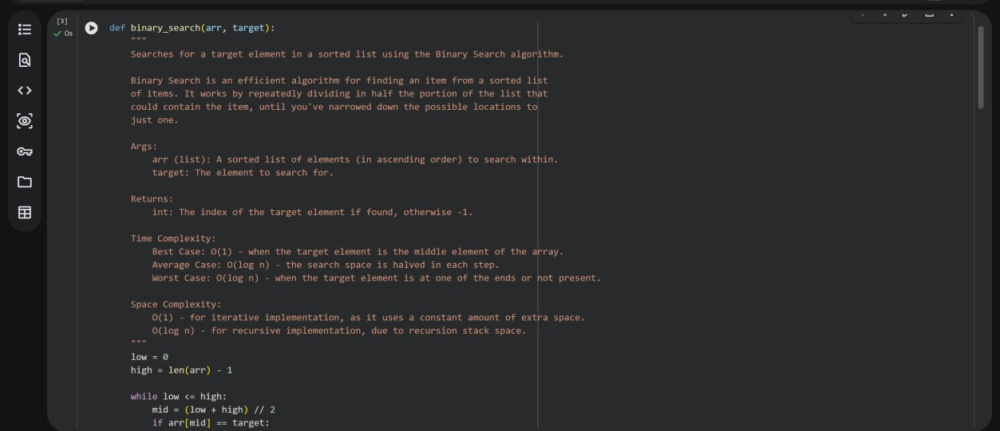 [3]
0s
def binary_search(arr, target):
    """
    Searches for a target element in a sorted list using the Binary Search algorithm.

    Binary Search is an efficient algorithm for finding an item from a sorted list
    of items. It works by repeatedly dividing in half the portion of the list that
    could contain the item, until you've narrowed down the possible locations to
    just one.

    Args:
        arr (list): A sorted list of elements (in ascending order) to search within.
        target: The element to search for.

    Returns:
        int: The index of the target element if found, otherwise -1.

    Time Complexity:
        Best Case: O(1) - when the target element is the middle element of the array.
        Average Case: O(log n) - the search space is halved in each step.
        Worst Case: O(log n) - when the target element is at one of the ends or not present.

    Space Complexity:
        O(1) - for iterative implementation, as it uses a constant amount of extra space.
        O(log n) - for recursive implementation, due to recursion stack space.
    """
    low = 0
    high = len(arr) - 1

    while low <= high:
        mid = (low + high) // 2
        if arr[mid] == target: